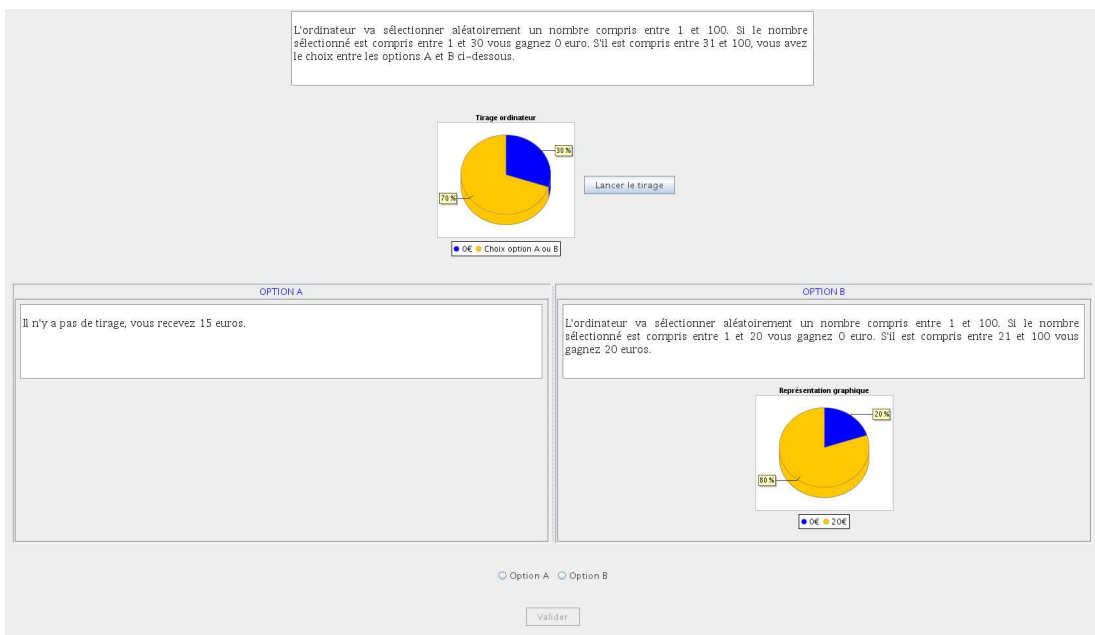 L'ordinateur va sélectionner aléatoirement un nombre compris entre 1 et 100. Si le nombre
sélectionné est compris entre 1 et 30 vous gagnez 0 euro. S'il est compris entre 31 et 100, vous avez
le choix entre les options A et B ci-dessous.
Tirage ordinateur
30 %
70 %
Lancer le tirage
0€ Choix option A ou B
OPTION A
Il n'y a pas de tirage, vous recevez 15 euros.
OPTION B
L'ordinateur va sélectionner aléatoirement un nombre compris entre 1 et 100. Si le nombre
sélectionné est compris entre 1 et 20 vous gagnez 0 euro. S'il est compris entre 21 et 100 vous
gagnez 20 euros.
Représentation graphique
20 %
80 %
0€ 20€
Option A Option B
Valider